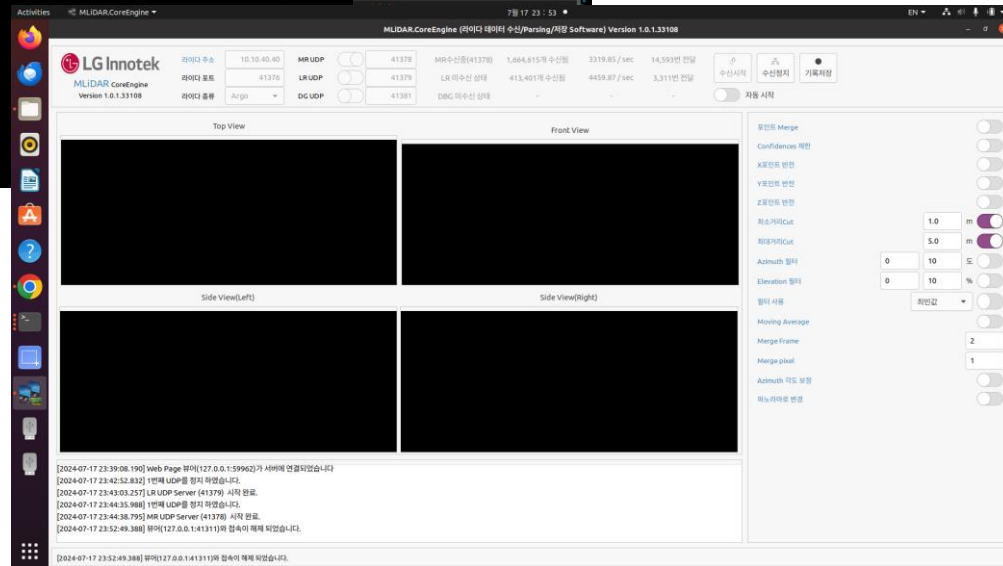 Activities MLiDAR.CoreEngine 7월 17 23 : 53 EN
MLiDAR.CoreEngine (라이다 데이터 수신/Parsing/저장 Software) Version 1.0.1.33108
LG Innotek
MLiDAR CoreEngine
Version 1.0.1.33108
라이다 주소 10.10.40.40 MR UDP 41378 MR수신중(41378) 1,664,615개 수신됨 3319.85 / sec 14,593번 전달
라이다 포트 41376 LR UDP 41379 LR 미수신 상태 413,401개 수신됨 4459.87 / sec 3,311번 전달
라이다 종류 Argo DG UDP 41381 DBG 미수신 상태 - - -
수신시작 수신정지 기록저장
자동 시작
Top View Front View
Side View(Left) Side View(Right)
포인트 Merge
Confidences 제한
X포인트 반전
Y포인트 반전
Z포인트 반전
최소거리Cut 1.0 m
최대거리Cut 5.0 m
Azimuth 필터 0 10 도
Elevation 필터 0 10 %
필터 사용 최빈값
Moving Average
Merge Frame 2
Merge pixel 1
Azimuth 각도 보정
파노라마로 변경
[2024-07-17 23:39:08.190] Web Page 뷰어(127.0.0.1:59962)가 서버에 연결되었습니다
[2024-07-17 23:42:52.832] 1번째 UDP를 정지 하였습니다.
[2024-07-17 23:43:03.257] LR UDP Server (41379) 시작 완료.
[2024-07-17 23:44:35.988] 1번째 UDP를 정지 하였습니다.
[2024-07-17 23:44:38.795] MR UDP Server (41378) 시작 완료.
[2024-07-17 23:52:49.388] 뷰어(127.0.0.1:41311)와 접속이 해제 되었습니다.
[2024-07-17 23:52:49.388] 뷰어(127.0.0.1:41311)와 접속이 해제 되었습니다.